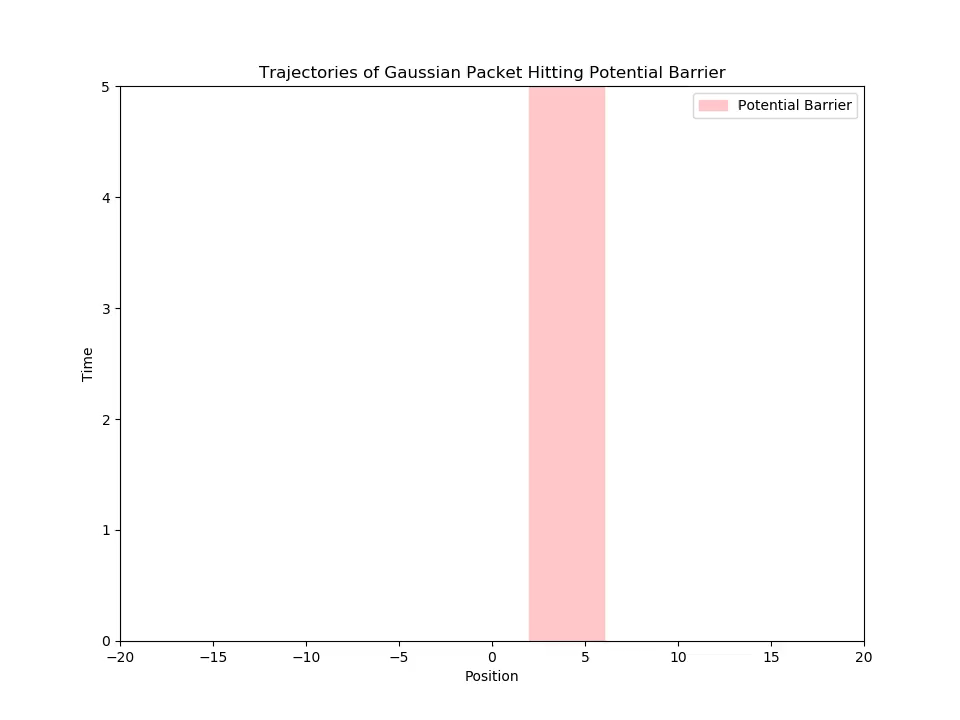 Trajectories of Gaussian Packet Hitting Potential Barrier
Potential Barrier
5
4
3
2
1
0
Time
−20 −15 −10 −5 0 5 10 15 20
Position